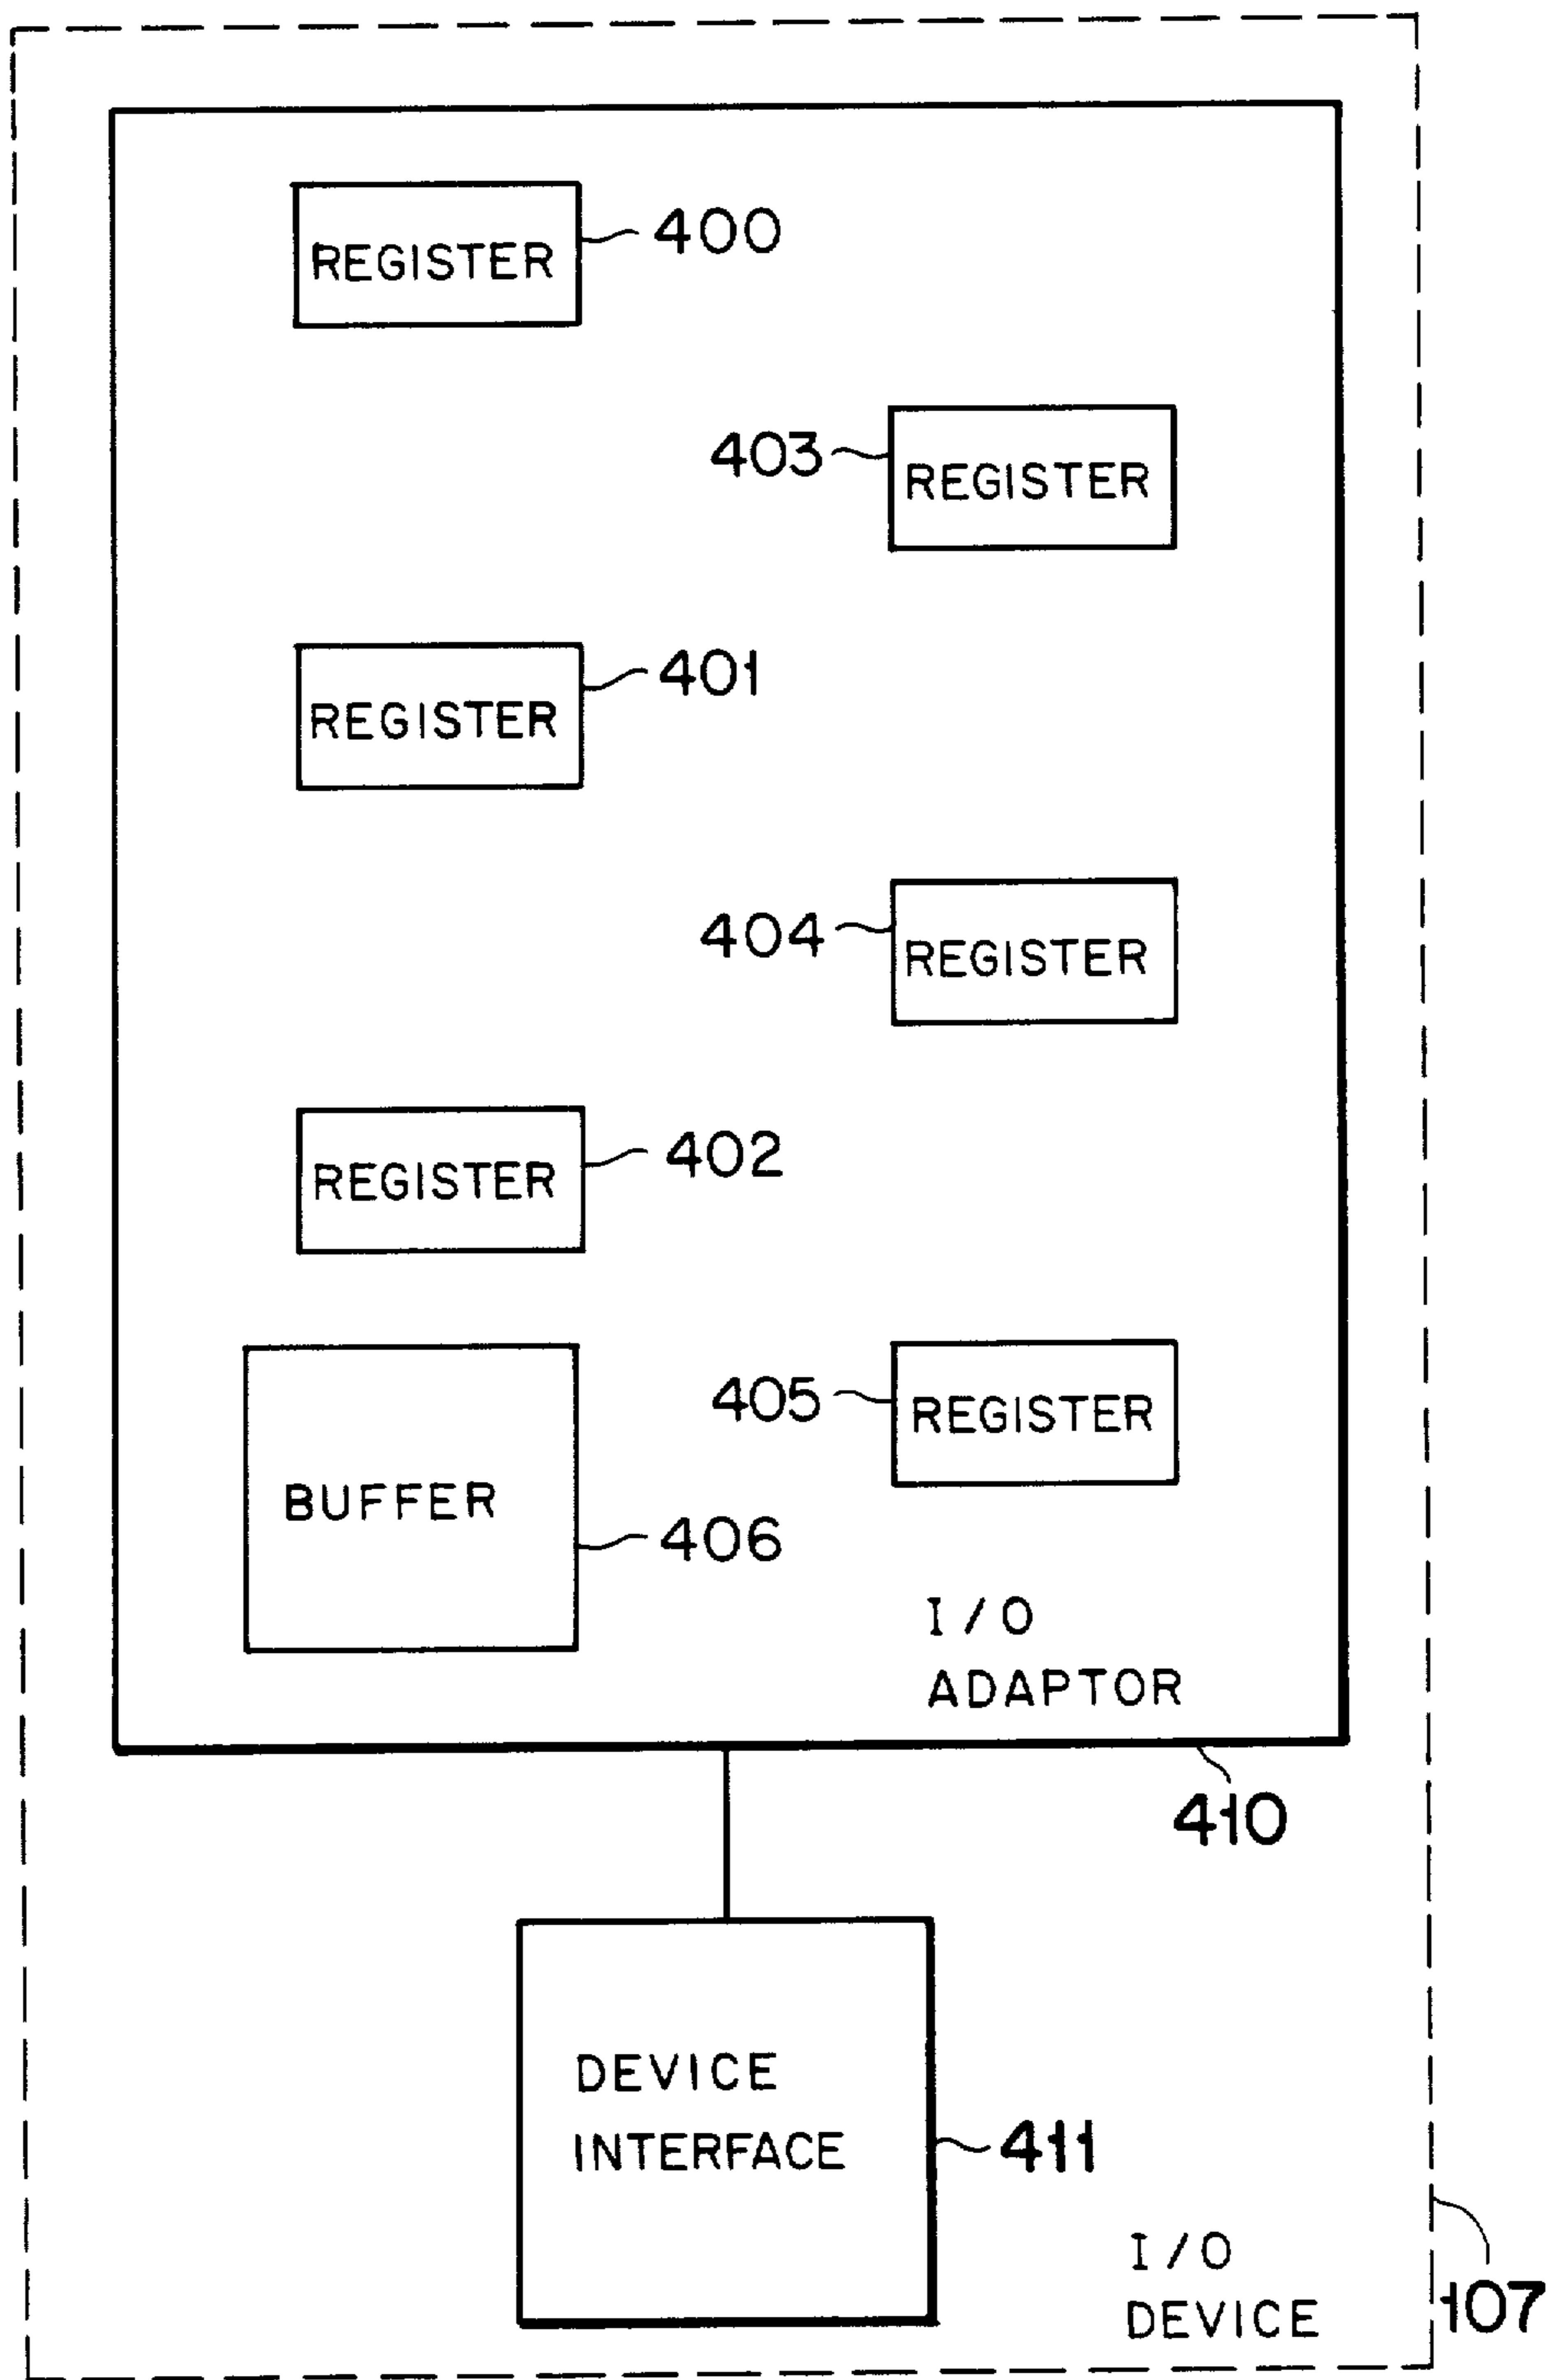 REGISTER
400
403
REGISTER
401
REGISTER
404
REGISTER
402
REGISTER
405
REGISTER
BUFFER
406
I/O
ADAPTOR
410
DEVICE
INTERFACE
411
I/O
DEVICE
107